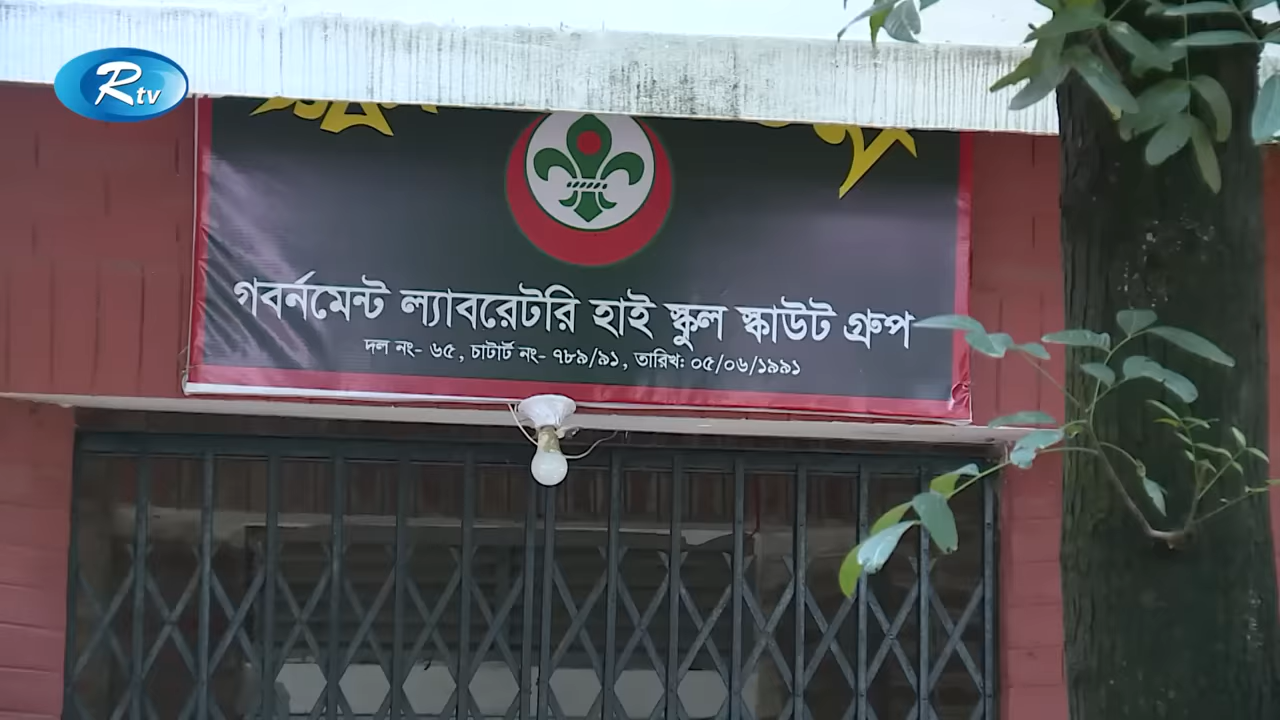 Rtv
গবর্নমেন্ট ল্যাবরেটরি হাই স্কুল স্কাউট গ্রুপ
দল নং- ৬৫, চার্টার্ট নং- ৭৮৯/৯১, তারিখ: ০৫/০৬/১৯৯১